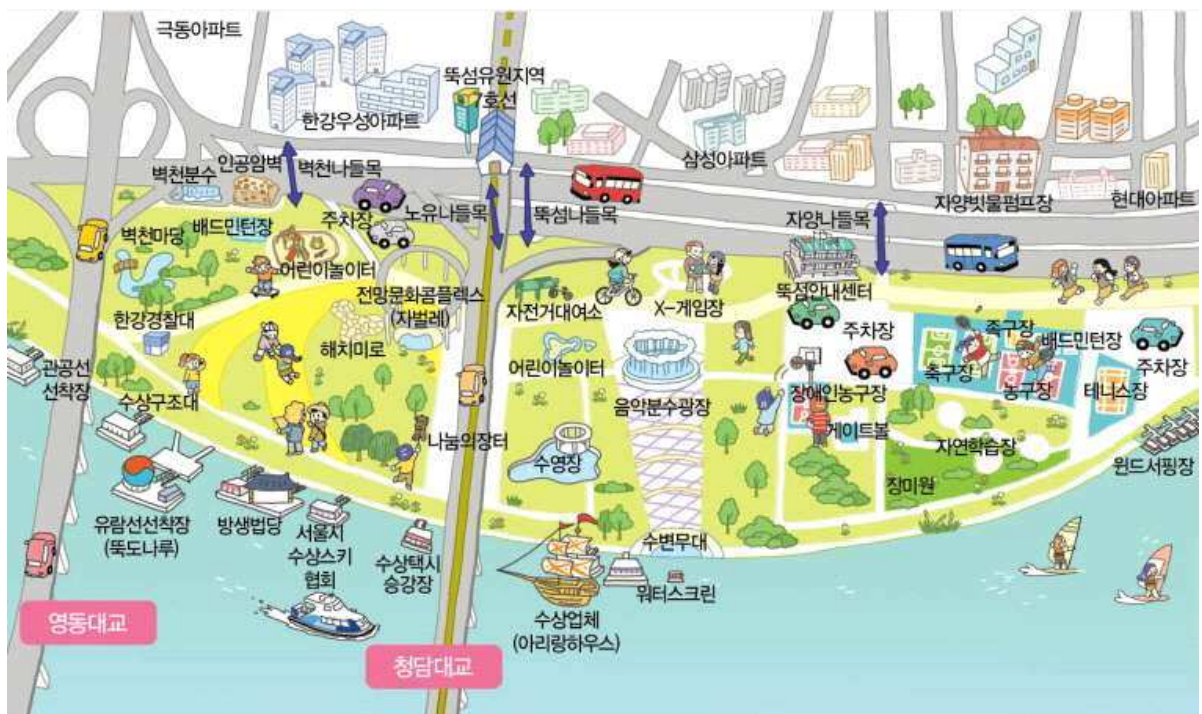 극동아파트
뚝섬유원지역
7호선
한강우성아파트
삼성아파트
인공암벽
벽천나들목
벽천분수
주차장
노유나들목
뚝섬나들목
자양나들목
자양빗물펌프장
현대아파트
벽천마당
배드민턴장
어린이놀이터
전망문화콤플렉스
(자벌레)
자전거대여소
X-게임장
뚝섬안내센터
한강경찰대
해치미로
어린이놀이터
주차장
족구장
배드민턴장
주차장
관공선
선착장
수상구조대
음악분수광장
장애인농구장
축구장
농구장
테니스장
게이트볼
나눔의장터
수영장
자연학습장
윈드서핑장
장미원
유람선선착장
(뚝도나루)
방생법당
서울시
수상스키
협회
수상택시
승강장
수변무대
워터스크린
수상업체
(아리랑하우스)
영동대교
청담대교